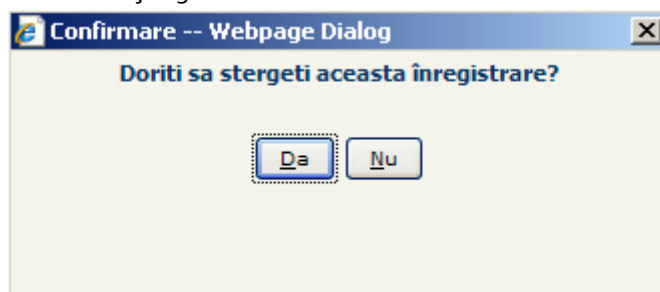 Confirmare -- Webpage Dialog
Doriti sa stergeti aceasta înregistrare?
Da Nu